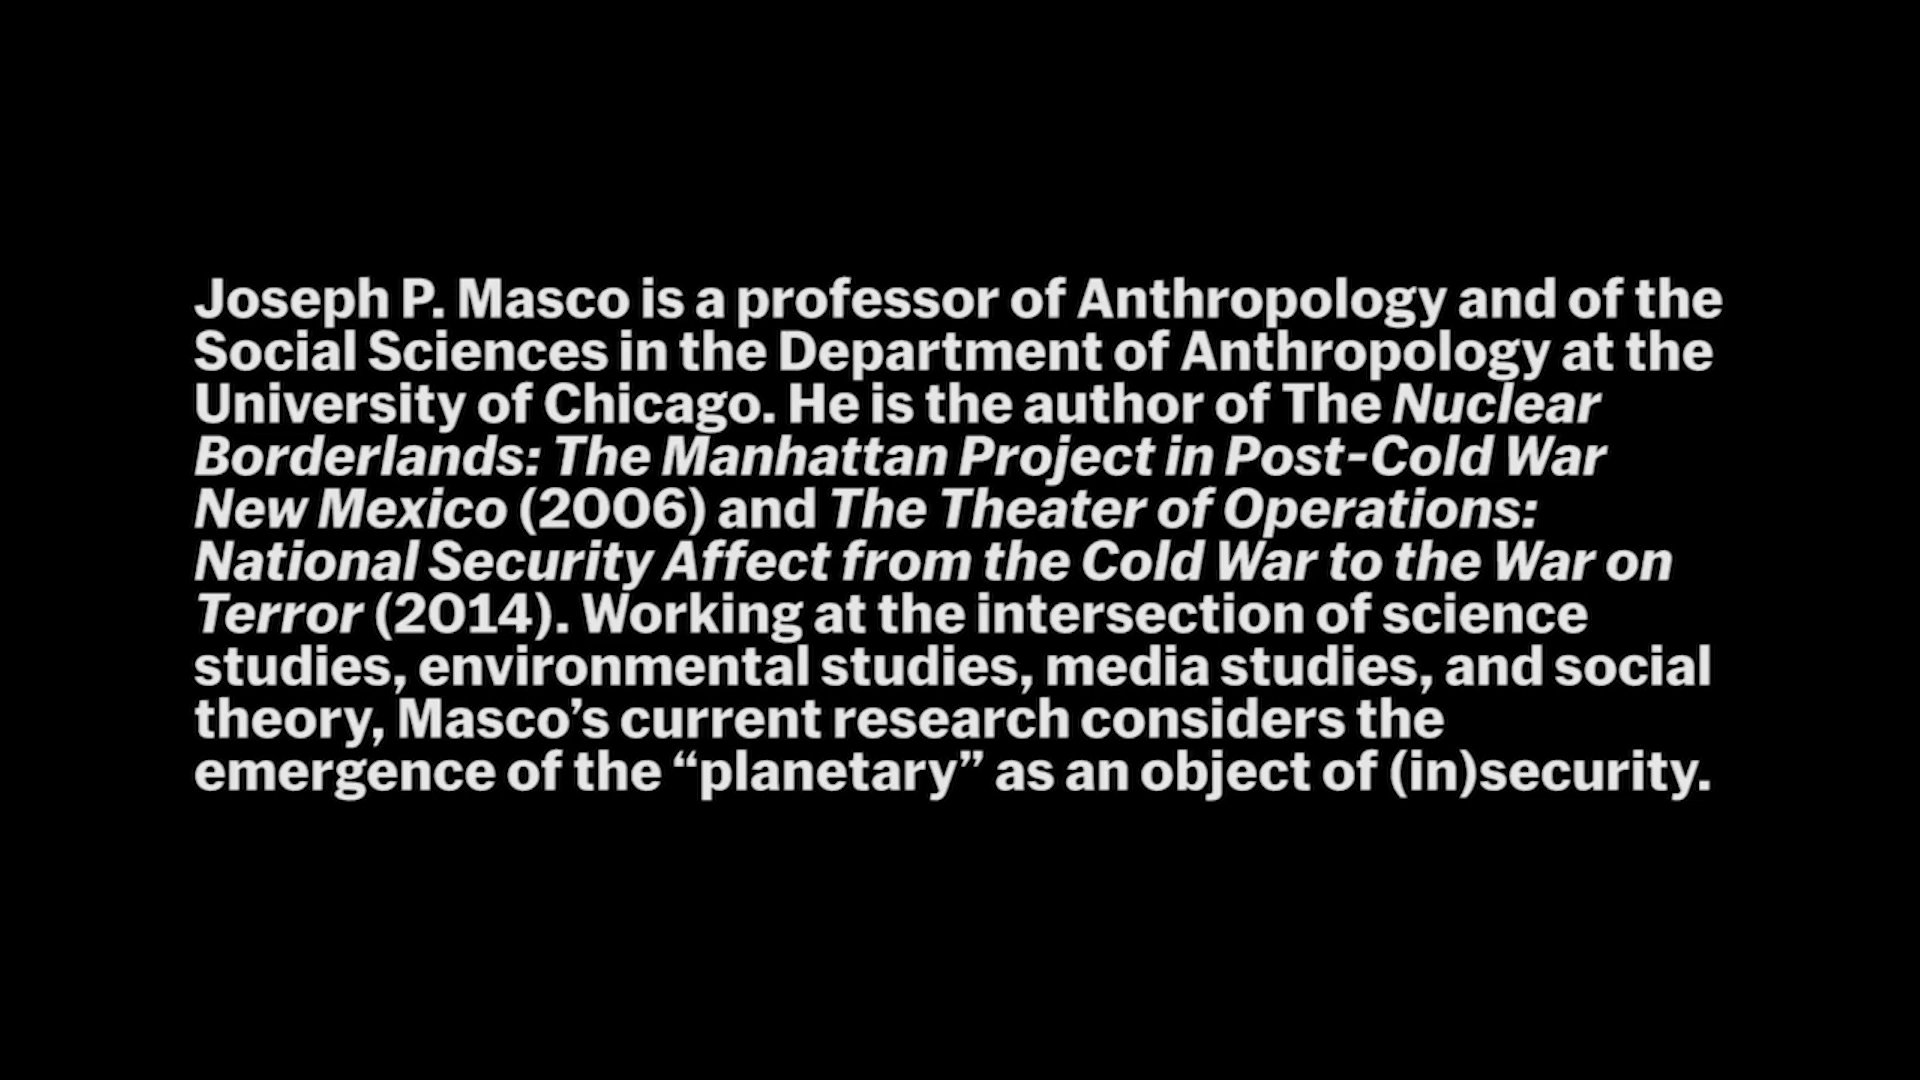 Joseph P. Masco is a professor of Anthropology and of the
Social Sciences in the Department of Anthropology at the
University of Chicago. He is the author of The Nuclear
Borderlands: The Manhattan Project in Post-Cold War
New Mexico (2006) and The Theater of Operations:
National Security Affect from the Cold War to the War on
Terror (2014). Working at the intersection of science
studies, environmental studies, media studies, and social
theory, Masco’s current research considers the
emergence of the “planetary” as an object of (in)security.